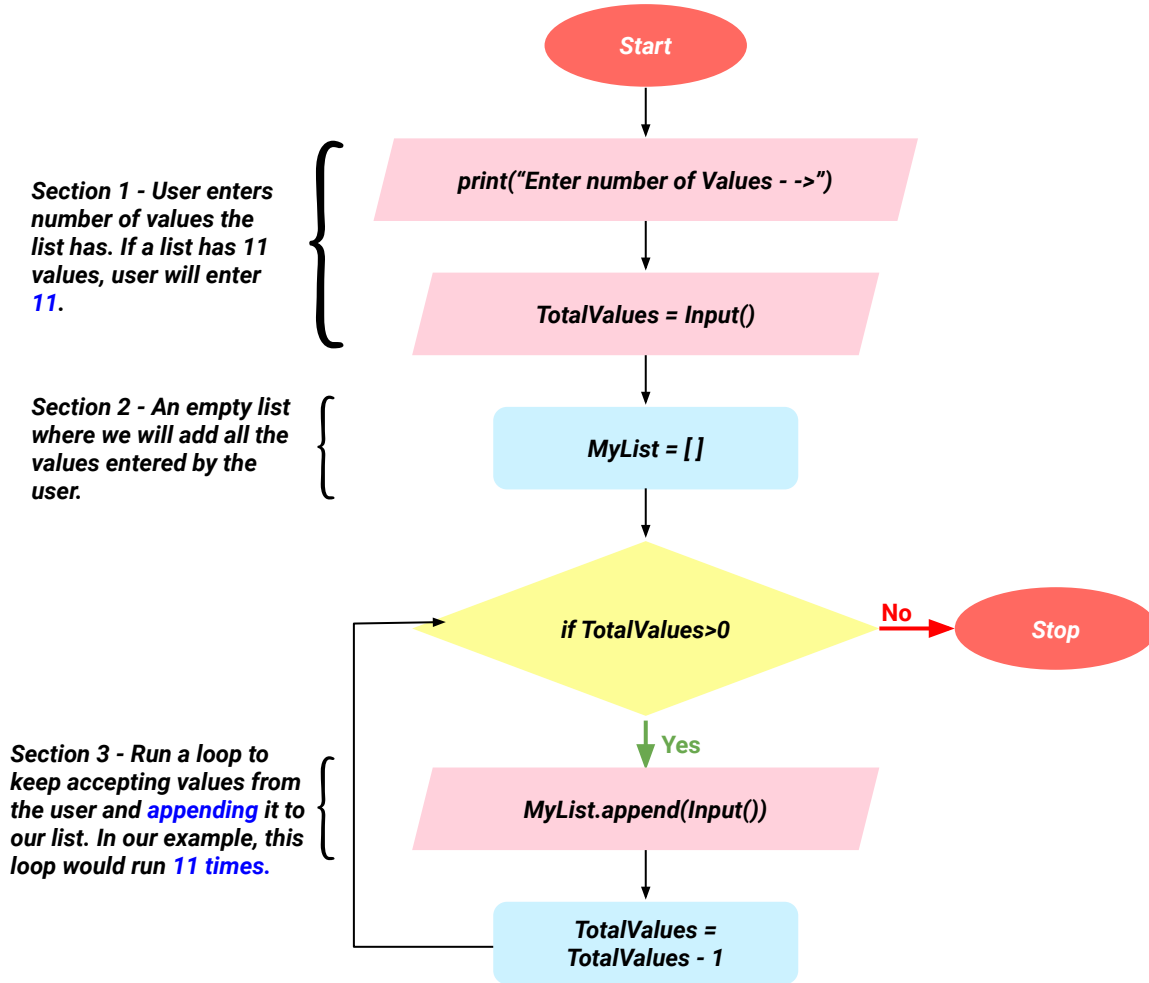 Start
print(“Enter number of Values - ->”)
Section 1 - User enters
number of values the
list has. If a list has 11
values, user will enter
11.
TotalValues = Input()
Section 2 - An empty list
where we will add all the
values entered by the
user.
MyList = [ ]
if TotalValues>0
No
Stop
Yes
Section 3 - Run a loop to
keep accepting values from
the user and appending it to
our list. In our example, this
loop would run 11 times.
MyList.append(Input())
TotalValues =
TotalValues - 1